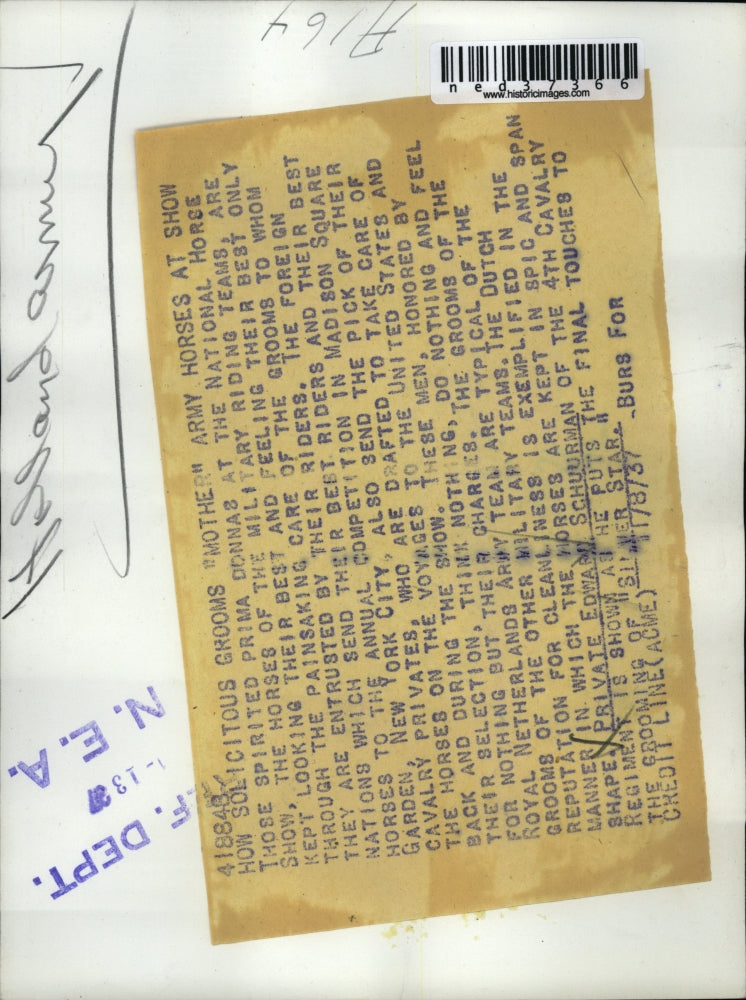 A164
ned37366
www.historicimages.com
418848
HOW SOLICITOUS GROOMS "MOTHER" ARMY HORSES AT SHOW
THOSE SPIRITED PRIMA DONNAS AT THE NATIONAL HORSE
SHOW, THE HORSES OF THE MILITARY RIDING TEAMS, ARE
KEPT LOOKING THEIR BEST AND FEELING THEIR BEST ONLY
THROUGH THE PAINSAKING CARE OF THE GROOMS TO WHOM
THEY ARE ENTRUSTED BY THEIR RIDERS. THE FOREIGN
NATIONS WHICH SEND THEIR BEST RIDERS AND THEIR BEST
HORSES TO THE ANNUAL COMPETITION IN MADISON SQUARE
GARDEN, NEW YORK CITY, ALSO SEND THE PICK OF THEIR
CAVALRY PRIVATES, WHO ARE DRAFTED TO TAKE CARE OF
THE HORSES ON THE VOYAGES TO THE UNITED STATES AND
BACK AND DURING THE SHOW. THESE MEN, HONORED BY
THEIR SELECTION, THINK NOTHING, DO NOTHING AND FEEL
FOR NOTHING BUT THEIR CHARGES. THE GROOMS OF THE
ROYAL NETHERLANDS ARMY TEAM ARE TYPICAL OF THE
GROOMS OF THE OTHER MILITARY TEAMS. THE DUTCH
REPUTATION FOR CLEANLINESS IS EXEMPLIFIED IN THE
MANNER IN WHICH THE HORSES ARE KEPT IN SPIC AND SPAN
SHAPE. PRIVATE EDWARD SCHUURMAN OF THE 4TH CAVALRY
REGIMENT IS SHOWN AS HE PUTS THE FINAL TOUCHES TO
THE GROOMING OF "SILVER STAR."
CREDIT LINE (ACME) 11/8/37 -BURS FOR
F. DEPT.
N.E.A.